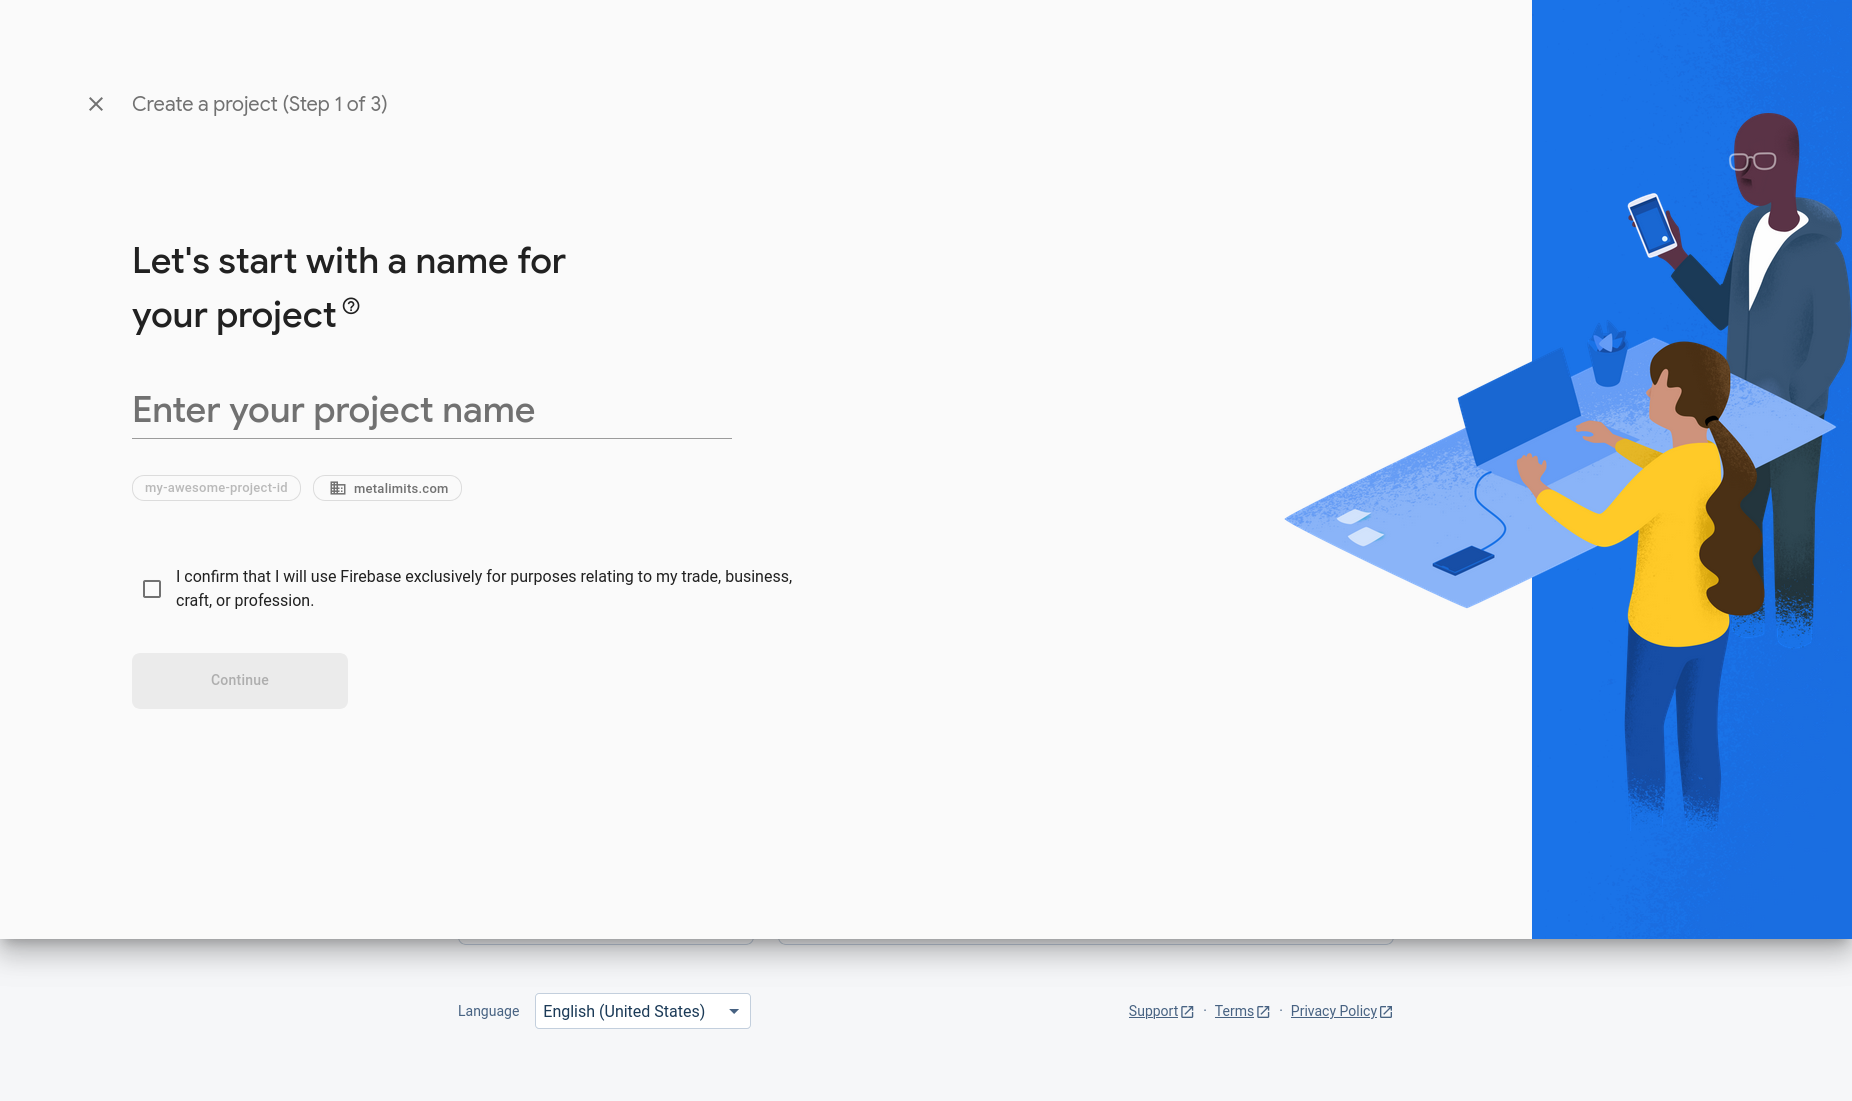 Create a project (Step 1 of 3)
Let's start with a name for
your project
Enter your project name
my-awesome-project-id
metalimits.com
I confirm that I will use Firebase exclusively for purposes relating to my trade, business,
craft, or profession.
Continue
Language English (United States) Support · Terms · Privacy Policy